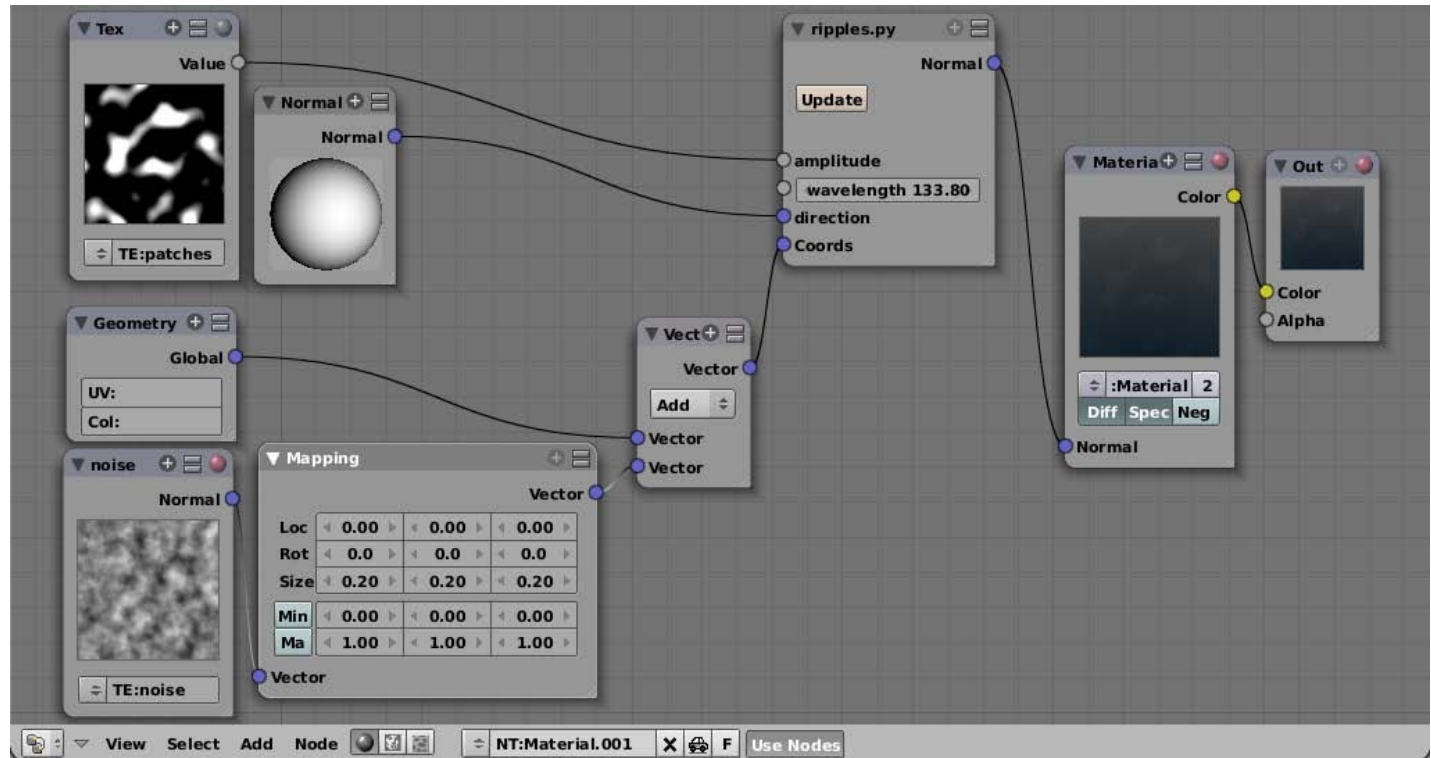 Tex
Value
TE:patches
Normal
Normal
ripples.py
Normal
Update
amplitude
wavelength 133.80
direction
Coords
Materia
Color
:Material 2
Diff Spec Neg
Normal
Out
Color
Alpha
Geometry
Global
UV:
Col:
Vect
Vector
Add
Vector
Vector
noise
Normal
TE:noise
Mapping
Vector
Loc 0.00 0.00 0.00
Rot 0.0 0.0 0.0
Size 0.20 0.20 0.20
Min 0.00 0.00 0.00
Ma 1.00 1.00 1.00
Vector
View Select Add Node NT:Material.001 X F Use Nodes